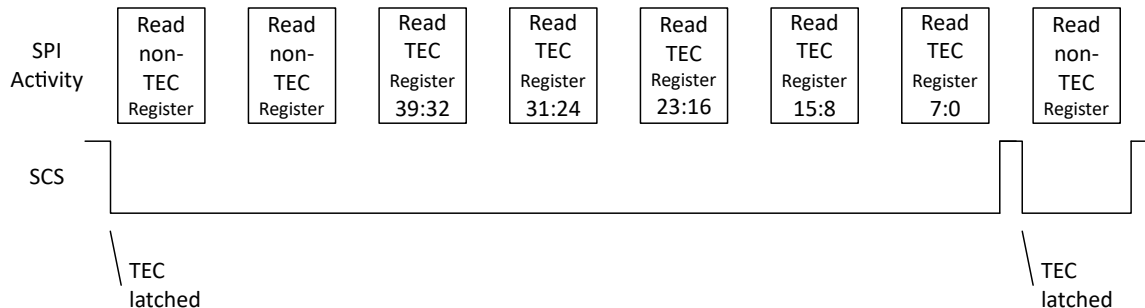 SPI
Activity
Read
non-
TEC
Register
Read
non-
TEC
Register
Read
TEC
Register
39:32
Read
TEC
Register
31:24
Read
TEC
Register
23:16
Read
TEC
Register
15:8
Read
TEC
Register
7:0
Read
non-
TEC
Register
SCS
TEC
latched
TEC
latched